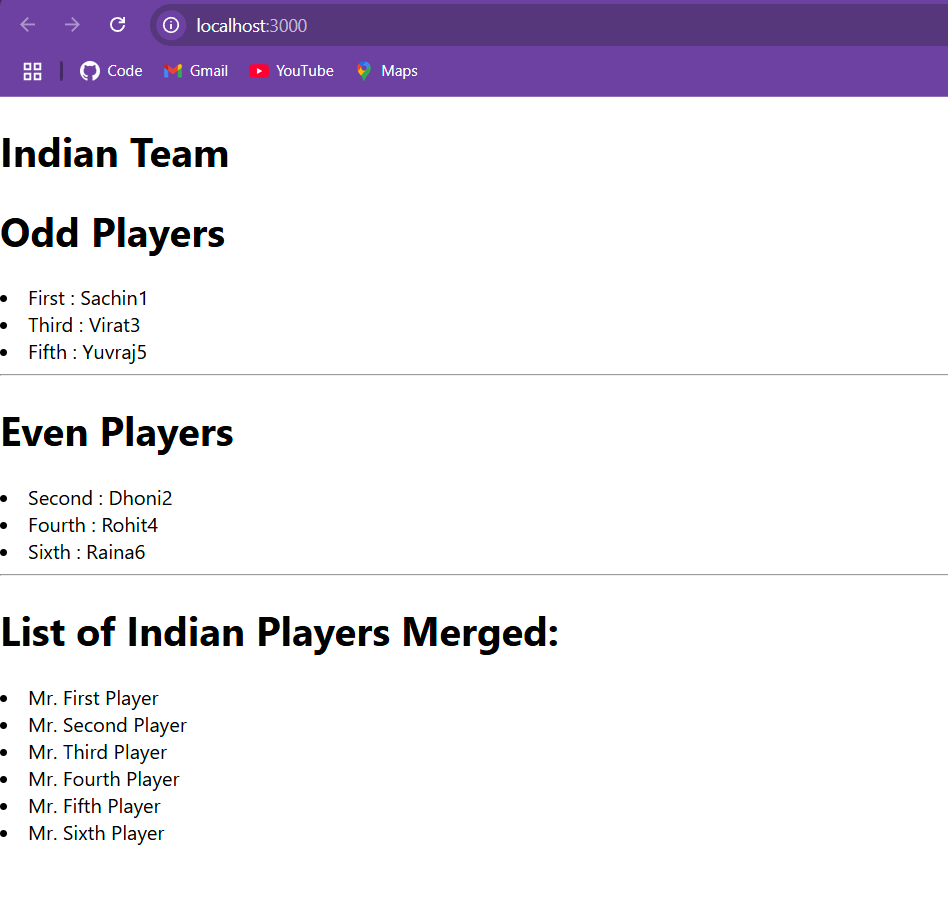 localhost:3000
Code Gmail YouTube Maps
Indian Team
Odd Players
First : Sachin1
Third : Virat3
Fifth : Yuvraj5
Even Players
Second : Dhoni2
Fourth : Rohit4
Sixth : Raina6
List of Indian Players Merged:
Mr. First Player
Mr. Second Player
Mr. Third Player
Mr. Fourth Player
Mr. Fifth Player
Mr. Sixth Player